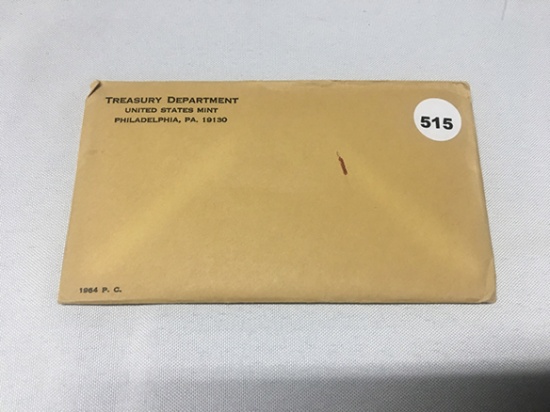 TREASURY DEPARTMENT
UNITED STATES MINT
PHILADELPHIA, PA. 19130
515
1964 P. C.